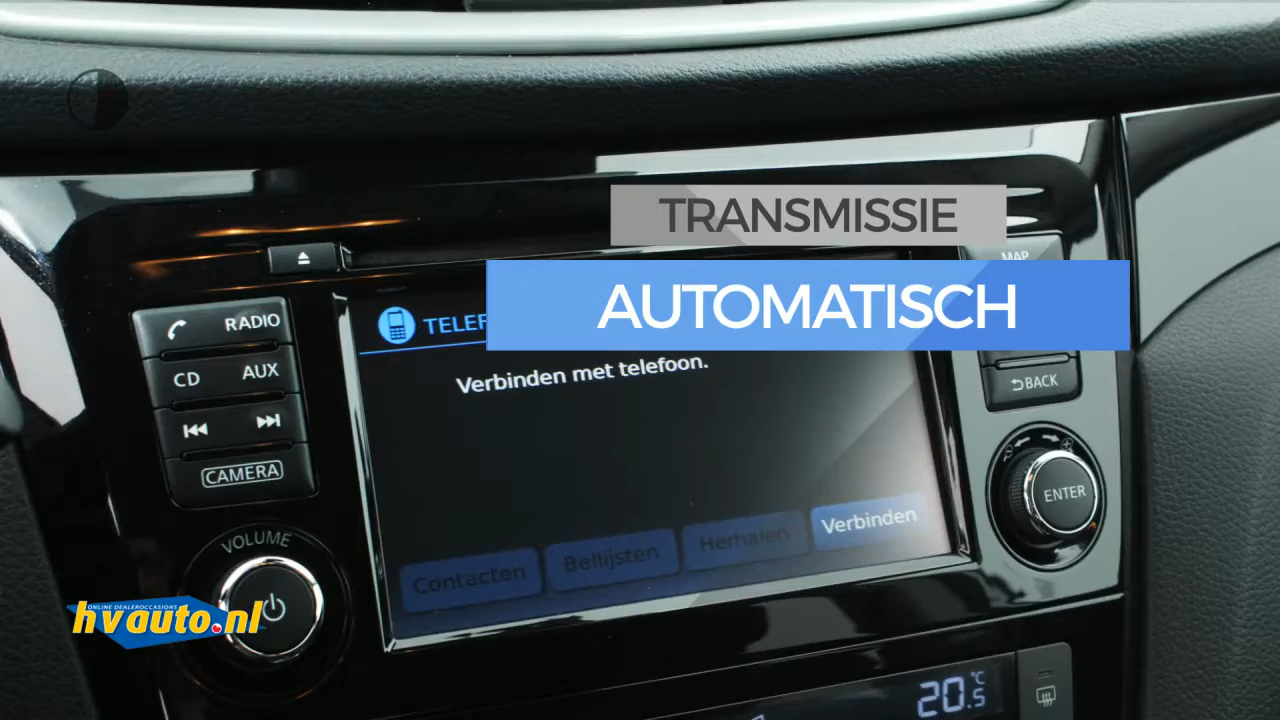 TRANSMISSIE
AUTOMATISCH
MAP
RADIO
CD AUX
CAMERA
VOLUME
TELEF
Verbinden met telefoon.
Contacten Bellijsten Herhalen Verbinden
BACK
ENTER
ONLINE DEALEROCCASIONS
hvauto.nl
20.5 °C